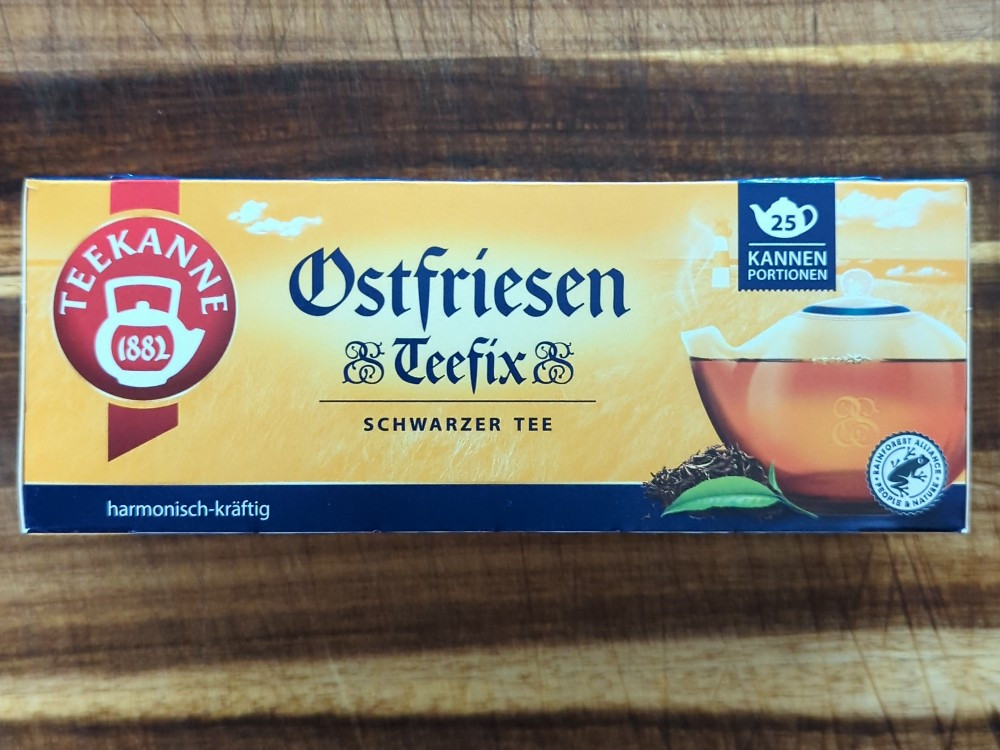 TEEKANNE
1882
Ostfriesen
Teefix
SCHWARZER TEE
25
KANNEN
PORTIONEN
RAINFOREST ALLIANCE
PEOPLE & NATURE
harmonisch-kräftig